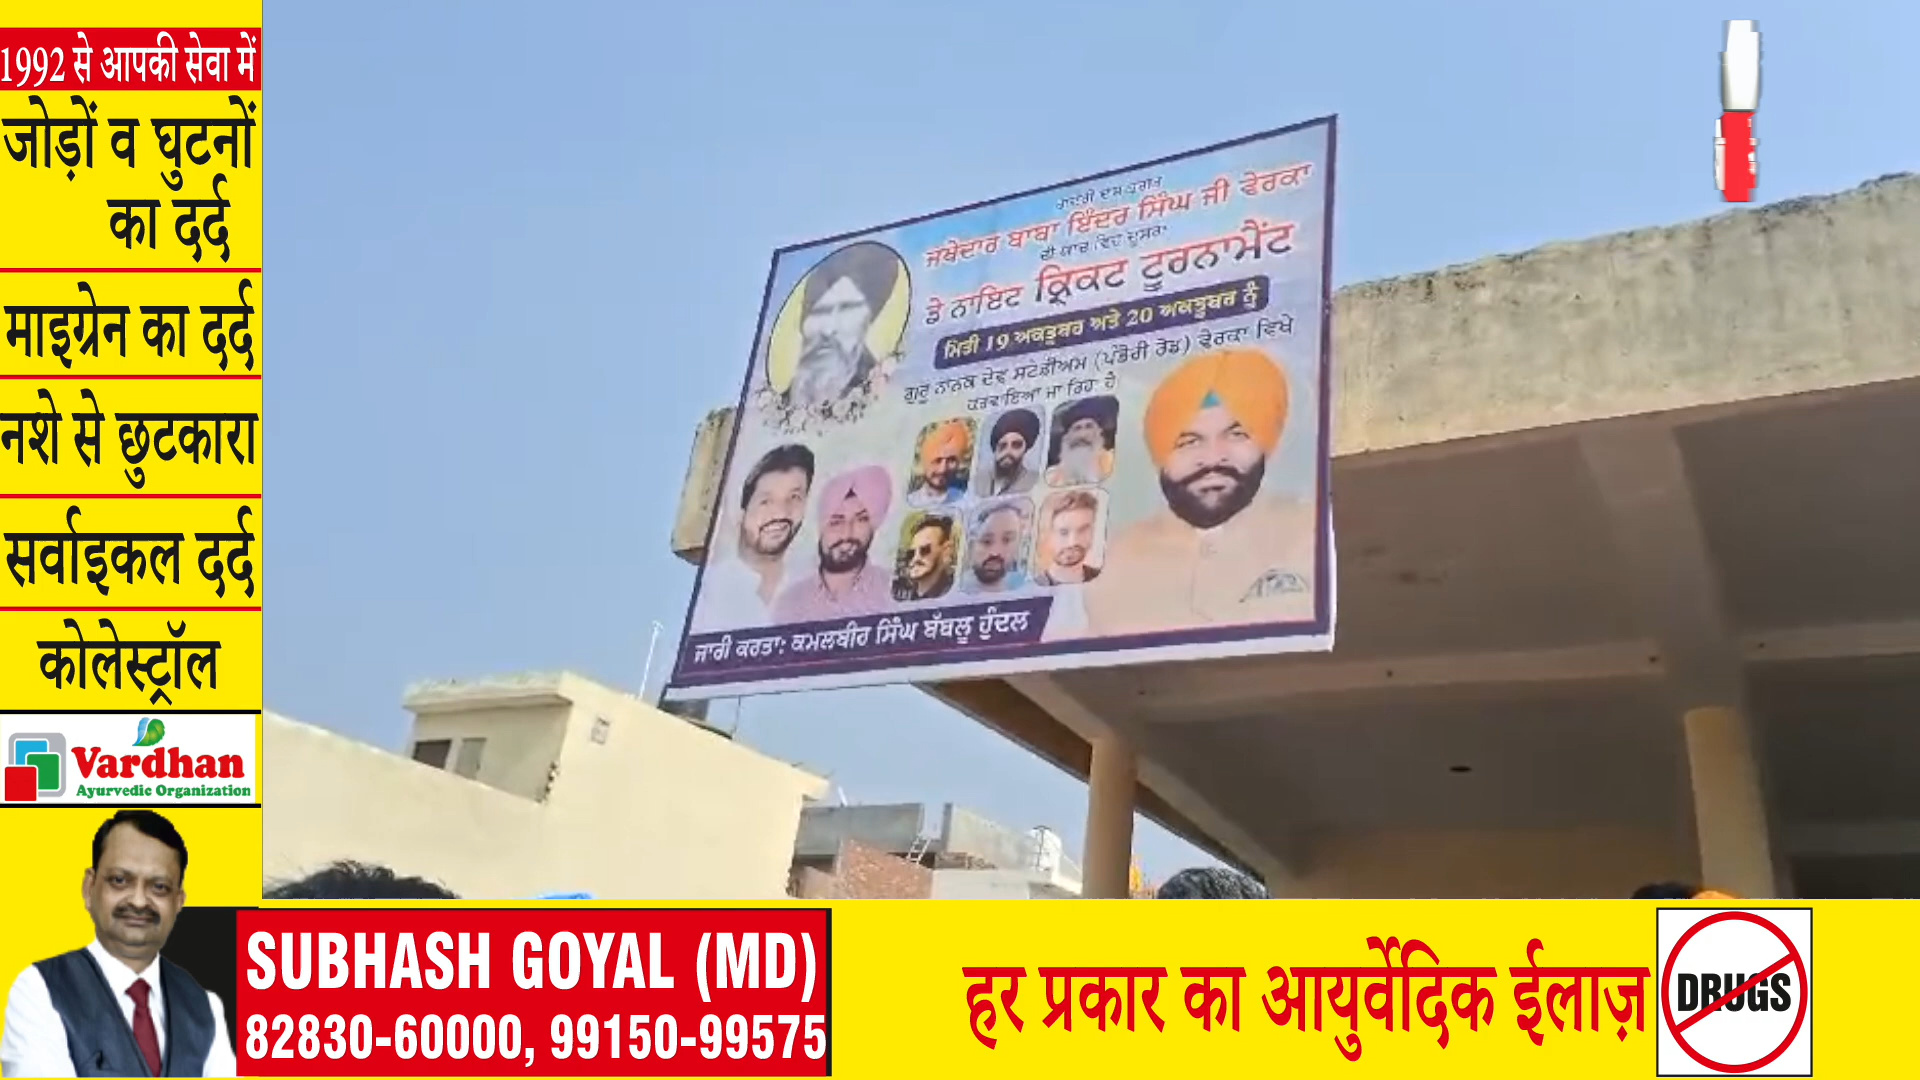 1992 से आपकी सेवा में
जोड़ों व घुटनों
का दर्द
माइग्रेन का दर्द
नशे से छुटकारा
सर्वाइकल दर्द
कोलेस्ट्रॉल
Vardhan
Ayurvedic Organization
ਜਥੇਦਾਰ ਬਾਬਾ ਇੰਦਰ ਸਿੰਘ ਜੀ ਵੇਰਕਾ
ਦੀ ਯਾਦ ਵਿਚ ਦੂਸਰਾ
ਡੇ ਨਾਇਟ ਕ੍ਰਿਕਟ ਟੂਰਨਾਮੈਂਟ
ਮਿਤੀ 19 ਅਕਤੂਬਰ ਅਤੇ 20 ਅਕਤੂਬਰ ਨੂੰ
ਗੁਰੂ ਨਾਨਕ ਦੇਵ ਸਟੇਡੀਅਮ (ਪੰਡੋਰੀ ਰੋਡ) ਵੇਰਕਾ ਵਿਖੇ
ਕਰਵਾਇਆ ਜਾ ਰਿਹਾ ਹੈ
ਜਾਰੀ ਕਰਤਾ: ਕਮਲਬੀਰ ਸਿੰਘ ਬੱਬਲੂ ਹੁੰਦਲ
SUBHASH GOYAL (MD)
82830-60000, 99150-99575
हर प्रकार का आयुर्वेदिक ईलाज़
DRUGS